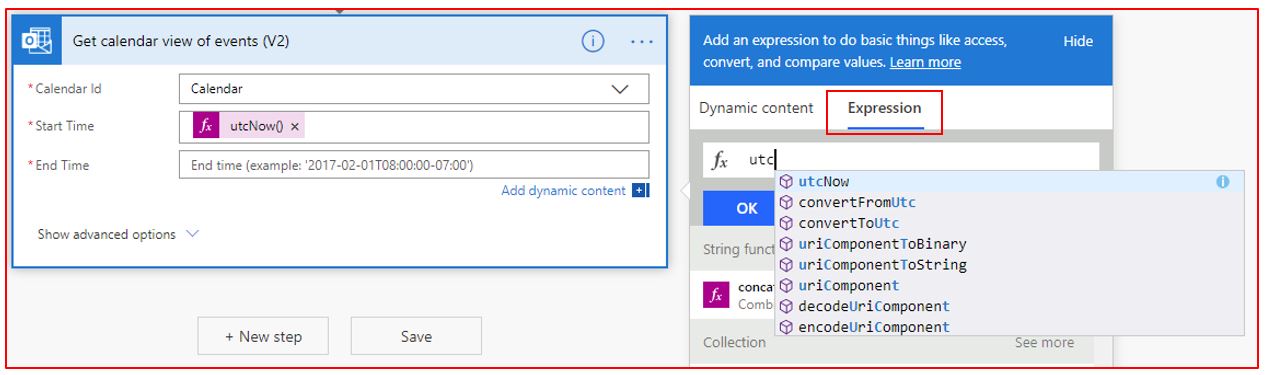 Get calendar view of events (V2)
* Calendar Id
Calendar
* Start Time
fx utcNow() ×
* End Time
End time (example: '2017-02-01T08:00:00-07:00')
Add dynamic content
Show advanced options
+ New step
Save
Add an expression to do basic things like access,
convert, and compare values. Learn more
Hide
Dynamic content
Expression
fx utc
OK
utcNow
convertFromUtc
convertToUtc
uriComponentToBinary
uriComponentToString
uriComponent
decodeUriComponent
encodeUriComponent
String funct
fx conca
Comb
Collection
See more